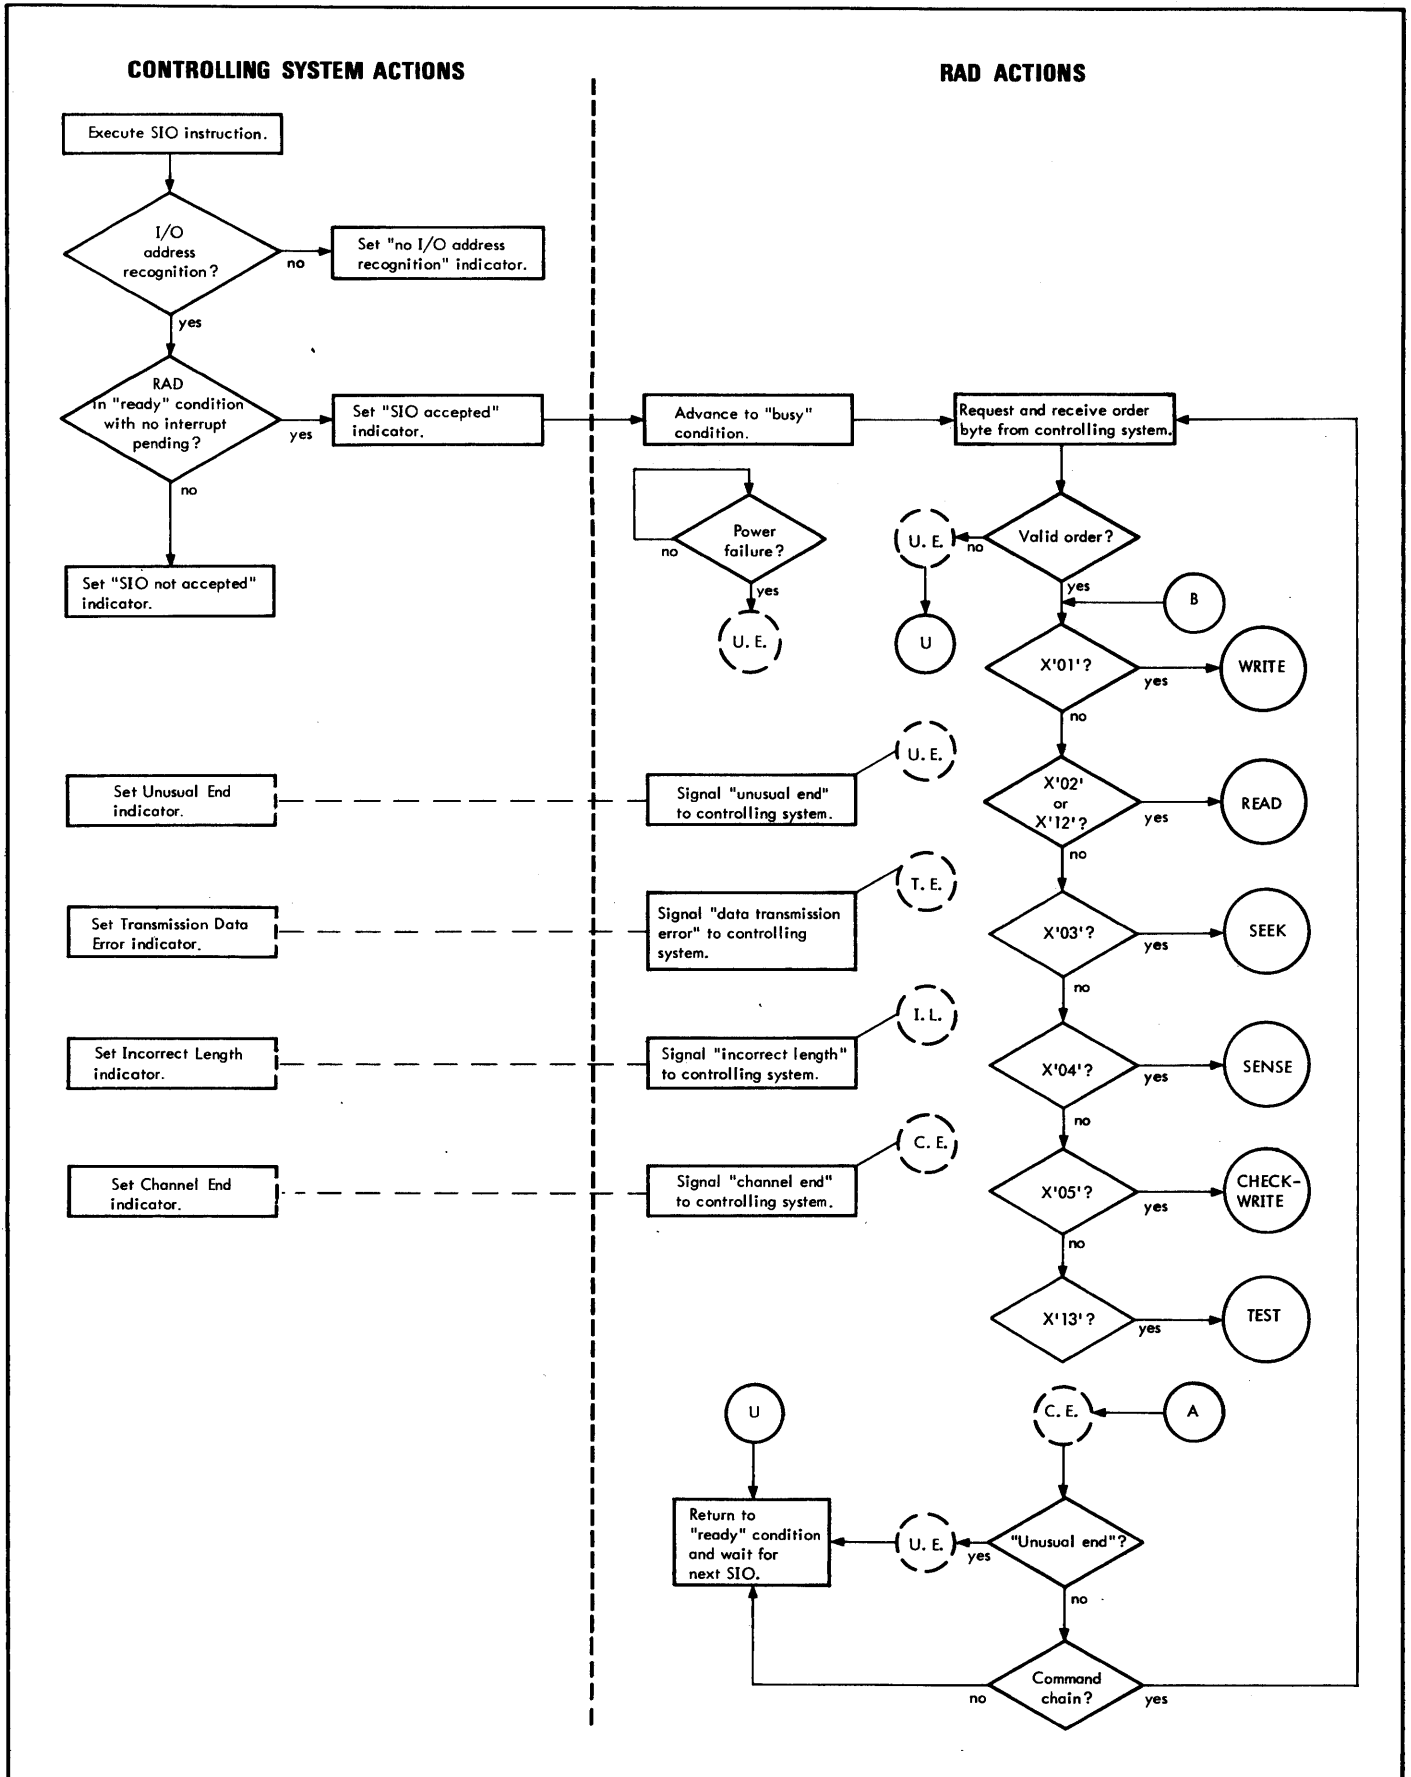 CONTROLLING SYSTEM ACTIONS
RAD ACTIONS
Execute SIO instruction.
I/O
address
recognition?
no
Set "no I/O address
recognition" indicator.
yes
RAD
in "ready" condition
with no interrupt
pending?
yes
Set "SIO accepted"
indicator.
Advance to "busy"
condition.
Request and receive order
byte from controlling system.
no
Set "SIO not accepted"
indicator.
Power
failure?
no
yes
U. E.
Valid order?
no
U. E.
U
yes
B
X'01'?
yes
WRITE
no
U. E.
Set Unusual End
indicator.
Signal "unusual end"
to controlling system.
X'02'
or
X'12'?
yes
READ
no
T. E.
Set Transmission Data
Error indicator.
Signal "data transmission
error" to controlling
system.
X'03'?
yes
SEEK
no
I. L.
Set Incorrect Length
indicator.
Signal "incorrect length"
to controlling system.
X'04'?
yes
SENSE
no
C. E.
Set Channel End
indicator.
Signal "channel end"
to controlling system.
X'05'?
yes
CHECK-
WRITE
no
X'13'?
yes
TEST
U
C. E.
A
Return to
"ready" condition
and wait for
next SIO.
U. E.
yes
"Unusual end"?
no
Command
chain?
no
yes